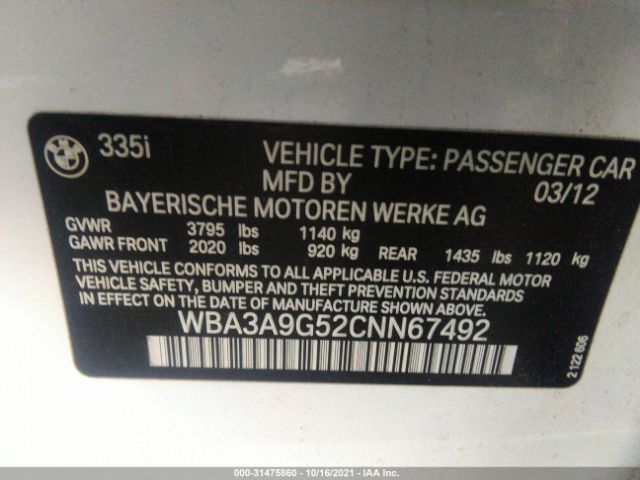 BMW
335i
VEHICLE TYPE: PASSENGER CAR
MFD BY 03/12
BAYERISCHE MOTOREN WERKE AG
GVWR 3795 lbs 1140 kg
GAWR FRONT 2020 lbs 920 kg REAR 1435 lbs 1120 kg
THIS VEHICLE CONFORMS TO ALL APPLICABLE U.S. FEDERAL MOTOR
VEHICLE SAFETY, BUMPER, AND THEFT PREVENTION STANDARDS
IN EFFECT ON THE DATE OF MANUFACTURE SHOWN ABOVE.
WBA3A9G52CNN67492
2 122 606
000-31475860 - 10/16/2021 - IAA Inc.